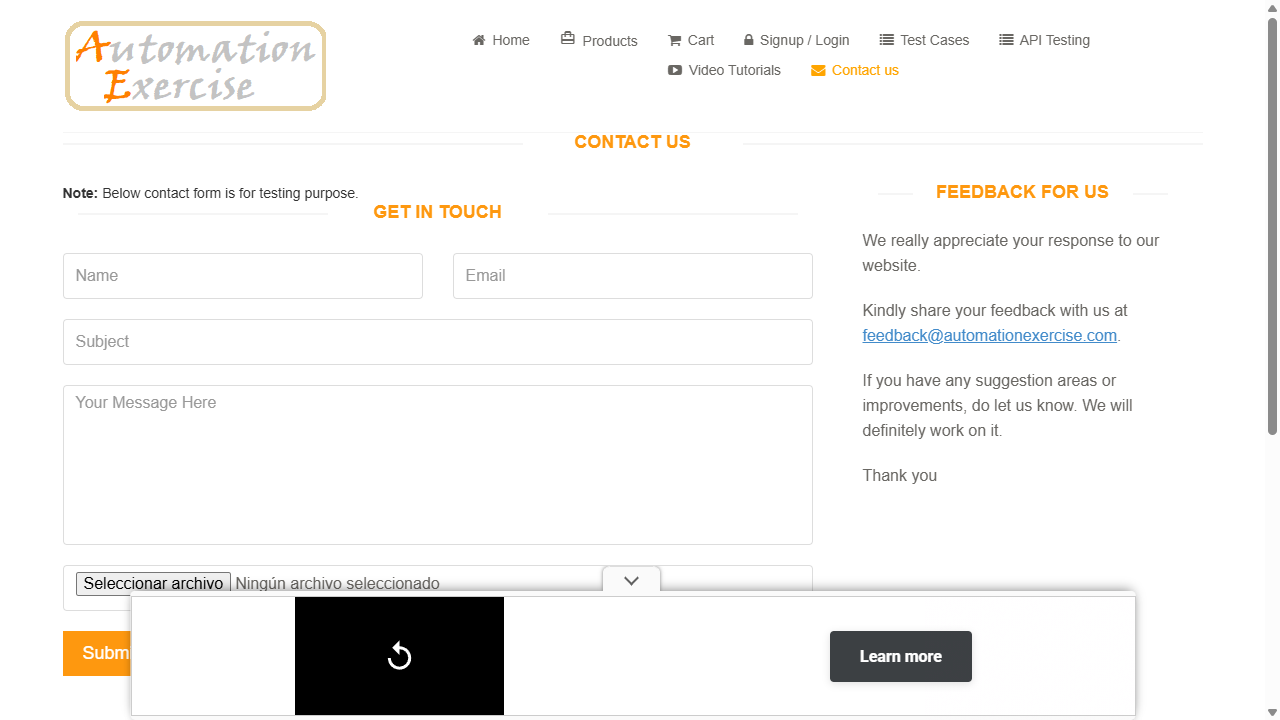 Automation
Exercise
Home
Products
Cart
Signup / Login
Test Cases
API Testing
Video Tutorials
Contact us
CONTACT US
Note: Below contact form is for testing purpose.
GET IN TOUCH
Name
Email
Subject
Your Message Here
Seleccionar archivo Ningún archivo seleccionado
Submi
FEEDBACK FOR US
We really appreciate your response to our
website.
Kindly share your feedback with us at
feedback@automationexercise.com.
If you have any suggestion areas or
improvements, do let us know. We will
definitely work on it.
Thank you
Learn more